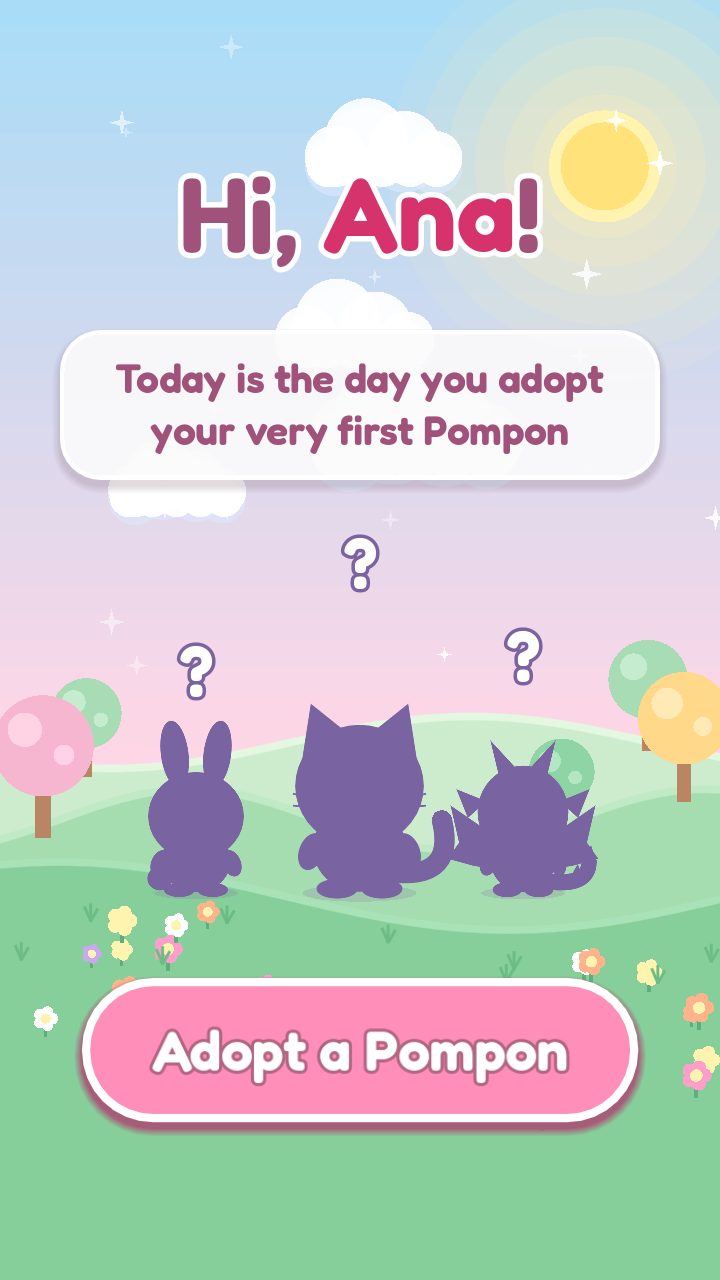 Hi, Ana!
Today is the day you adopt
your very first Pompon
?
?
?
Adopt a Pompon